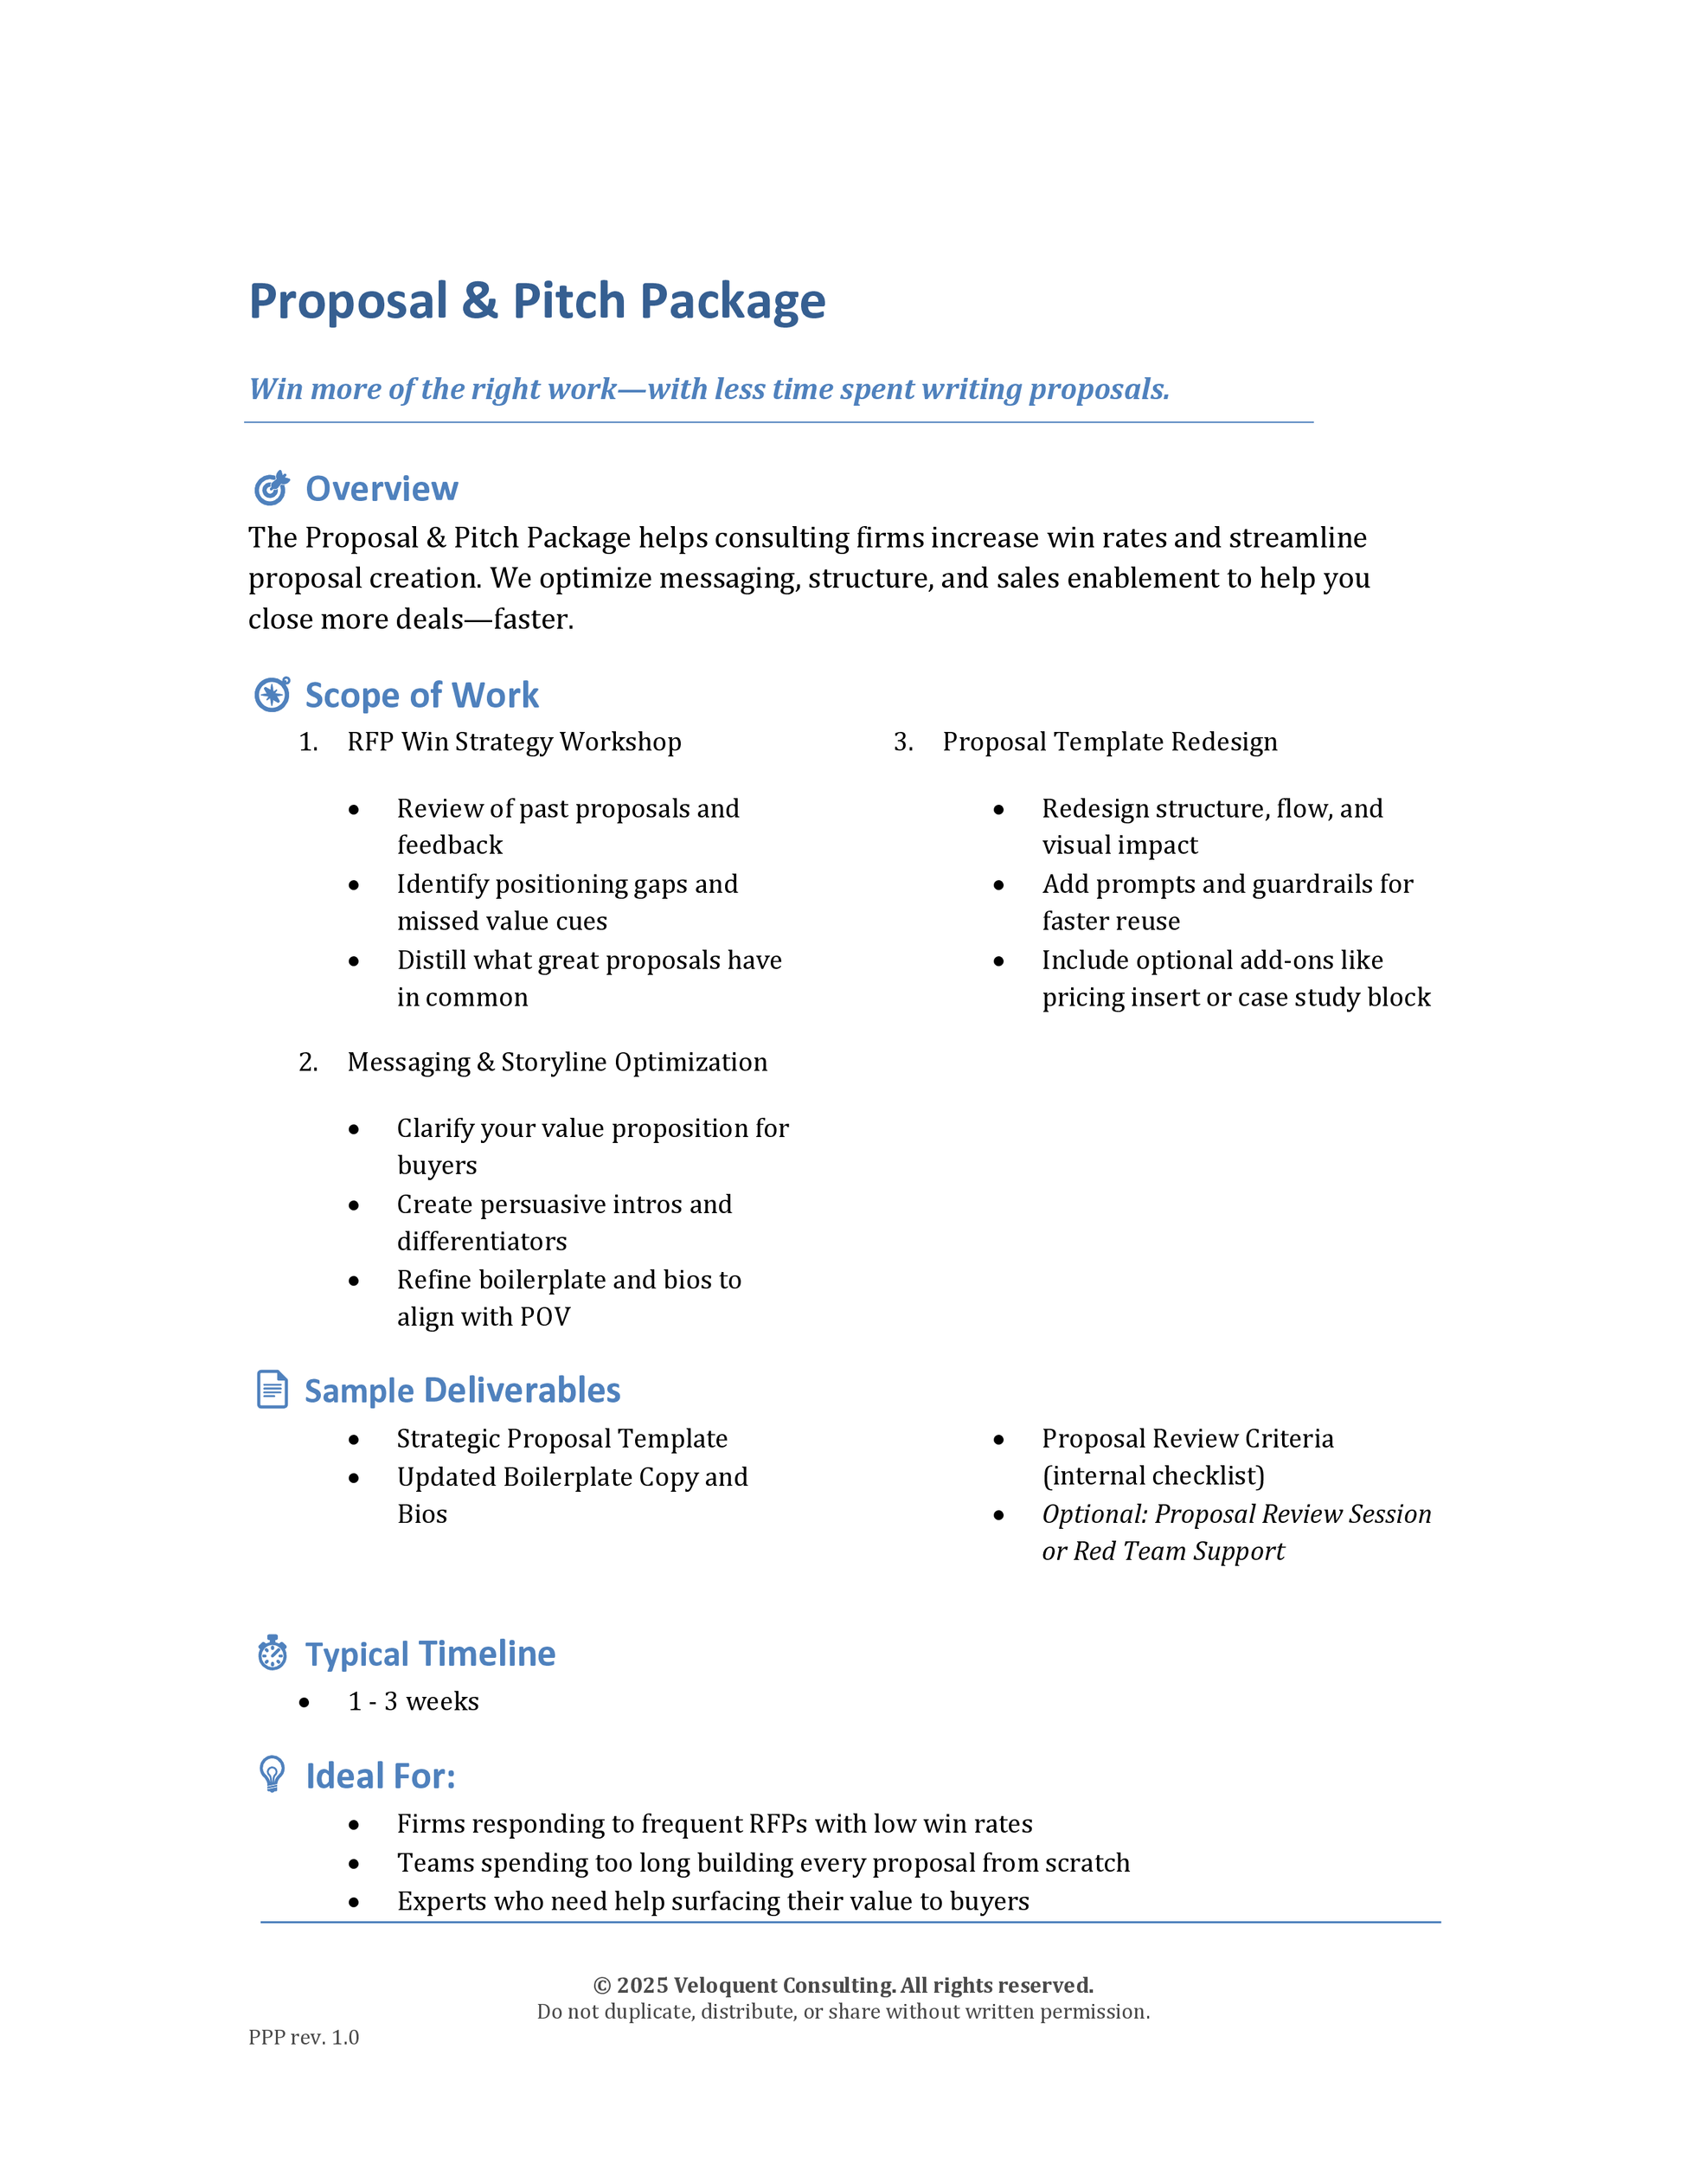 Proposal & Pitch Package
Win more of the right work—with less time spent writing proposals.
Overview
The Proposal & Pitch Package helps consulting firms increase win rates and streamline
proposal creation. We optimize messaging, structure, and sales enablement to help you
close more deals—faster.
Scope of Work
1. RFP Win Strategy Workshop
• Review of past proposals and
feedback
• Identify positioning gaps and
missed value cues
• Distill what great proposals have
in common
2. Messaging & Storyline Optimization
• Clarify your value proposition for
buyers
• Create persuasive intros and
differentiators
• Refine boilerplate and bios to
align with POV
3. Proposal Template Redesign
• Redesign structure, flow, and
visual impact
• Add prompts and guardrails for
faster reuse
• Include optional add-ons like
pricing insert or case study block
Sample Deliverables
• Strategic Proposal Template
• Updated Boilerplate Copy and
Bios
• Proposal Review Criteria
(internal checklist)
• Optional: Proposal Review Session
or Red Team Support
Typical Timeline
• 1 - 3 weeks
Ideal For:
• Firms responding to frequent RFPs with low win rates
• Teams spending too long building every proposal from scratch
• Experts who need help surfacing their value to buyers
© 2025 Veloquent Consulting. All rights reserved.
Do not duplicate, distribute, or share without written permission.
PPP rev. 1.0